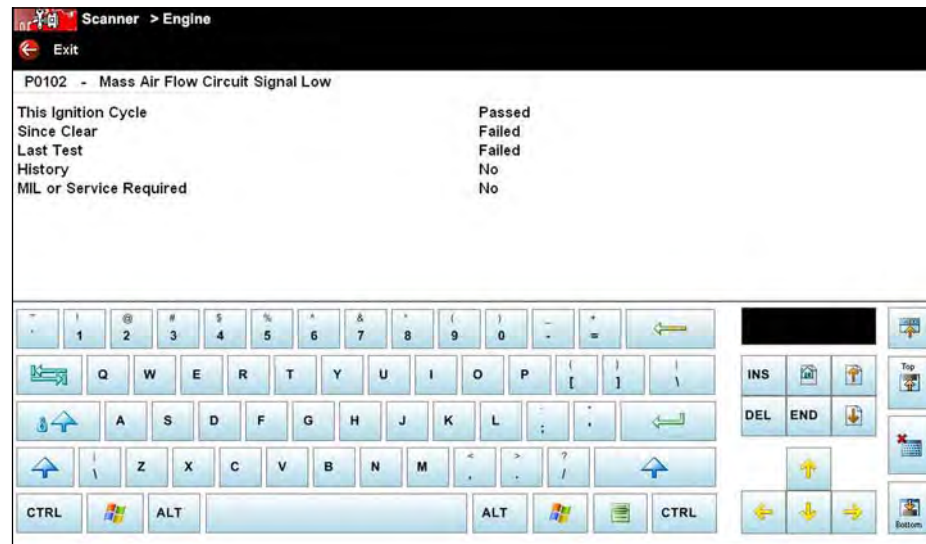 Scanner > Engine
Exit
P0102 - Mass Air Flow Circuit Signal Low
This Ignition Cycle Passed
Since Clear Failed
Last Test Failed
History No
MIL or Service Required No
! 1 @ 2 # 3 $ 4 % 5 ^ 6 & 7 * 8 ( 9 ) 0 _ - + =
Q W E R T Y U I O P { [ } ] | \ INS Top
A S D F G H J K L : ; " ' DEL END
| \ Z X C V B N M < , > . ? /
CTRL ALT ALT CTRL Bottom